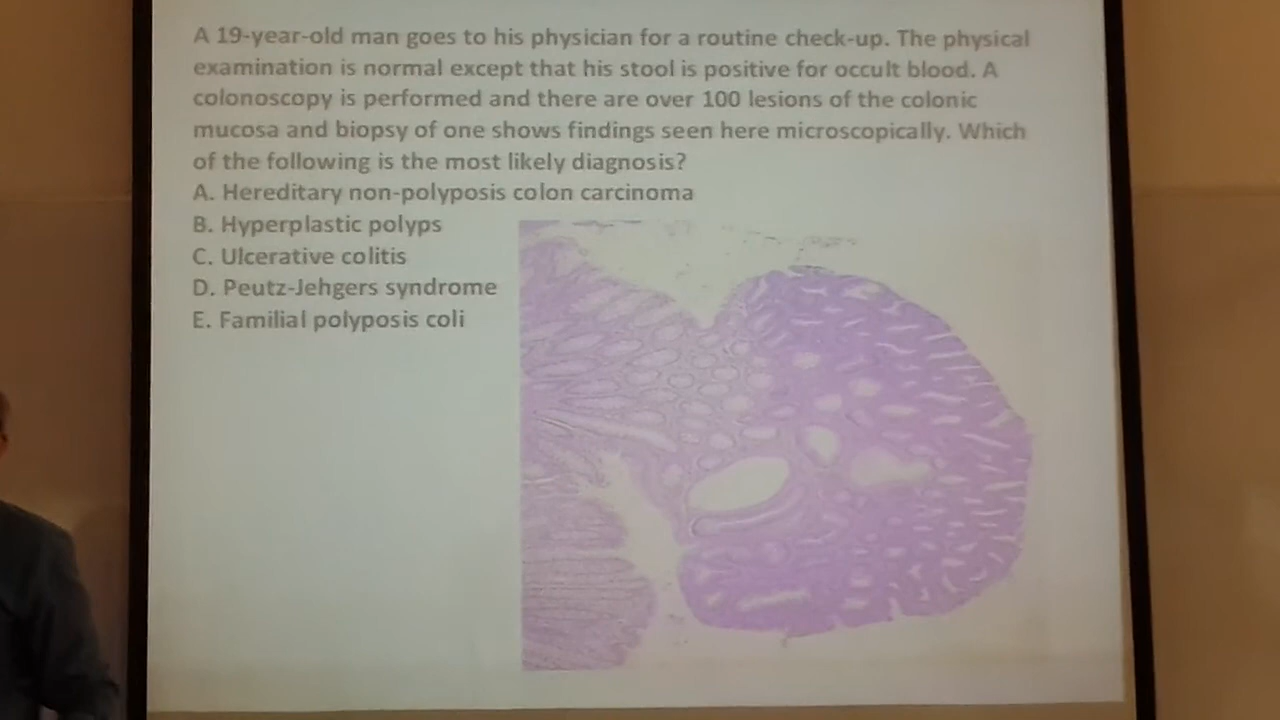 A 19-year-old man goes to his physician for a routine check-up. The physical
examination is normal except that his stool is positive for occult blood. A
colonoscopy is performed and there are over 100 lesions of the colonic
mucosa and biopsy of one shows findings seen here microscopically. Which
of the following is the most likely diagnosis?
A. Hereditary non-polyposis colon carcinoma
B. Hyperplastic polyps
C. Ulcerative colitis
D. Peutz-Jehgers syndrome
E. Familial polyposis coli